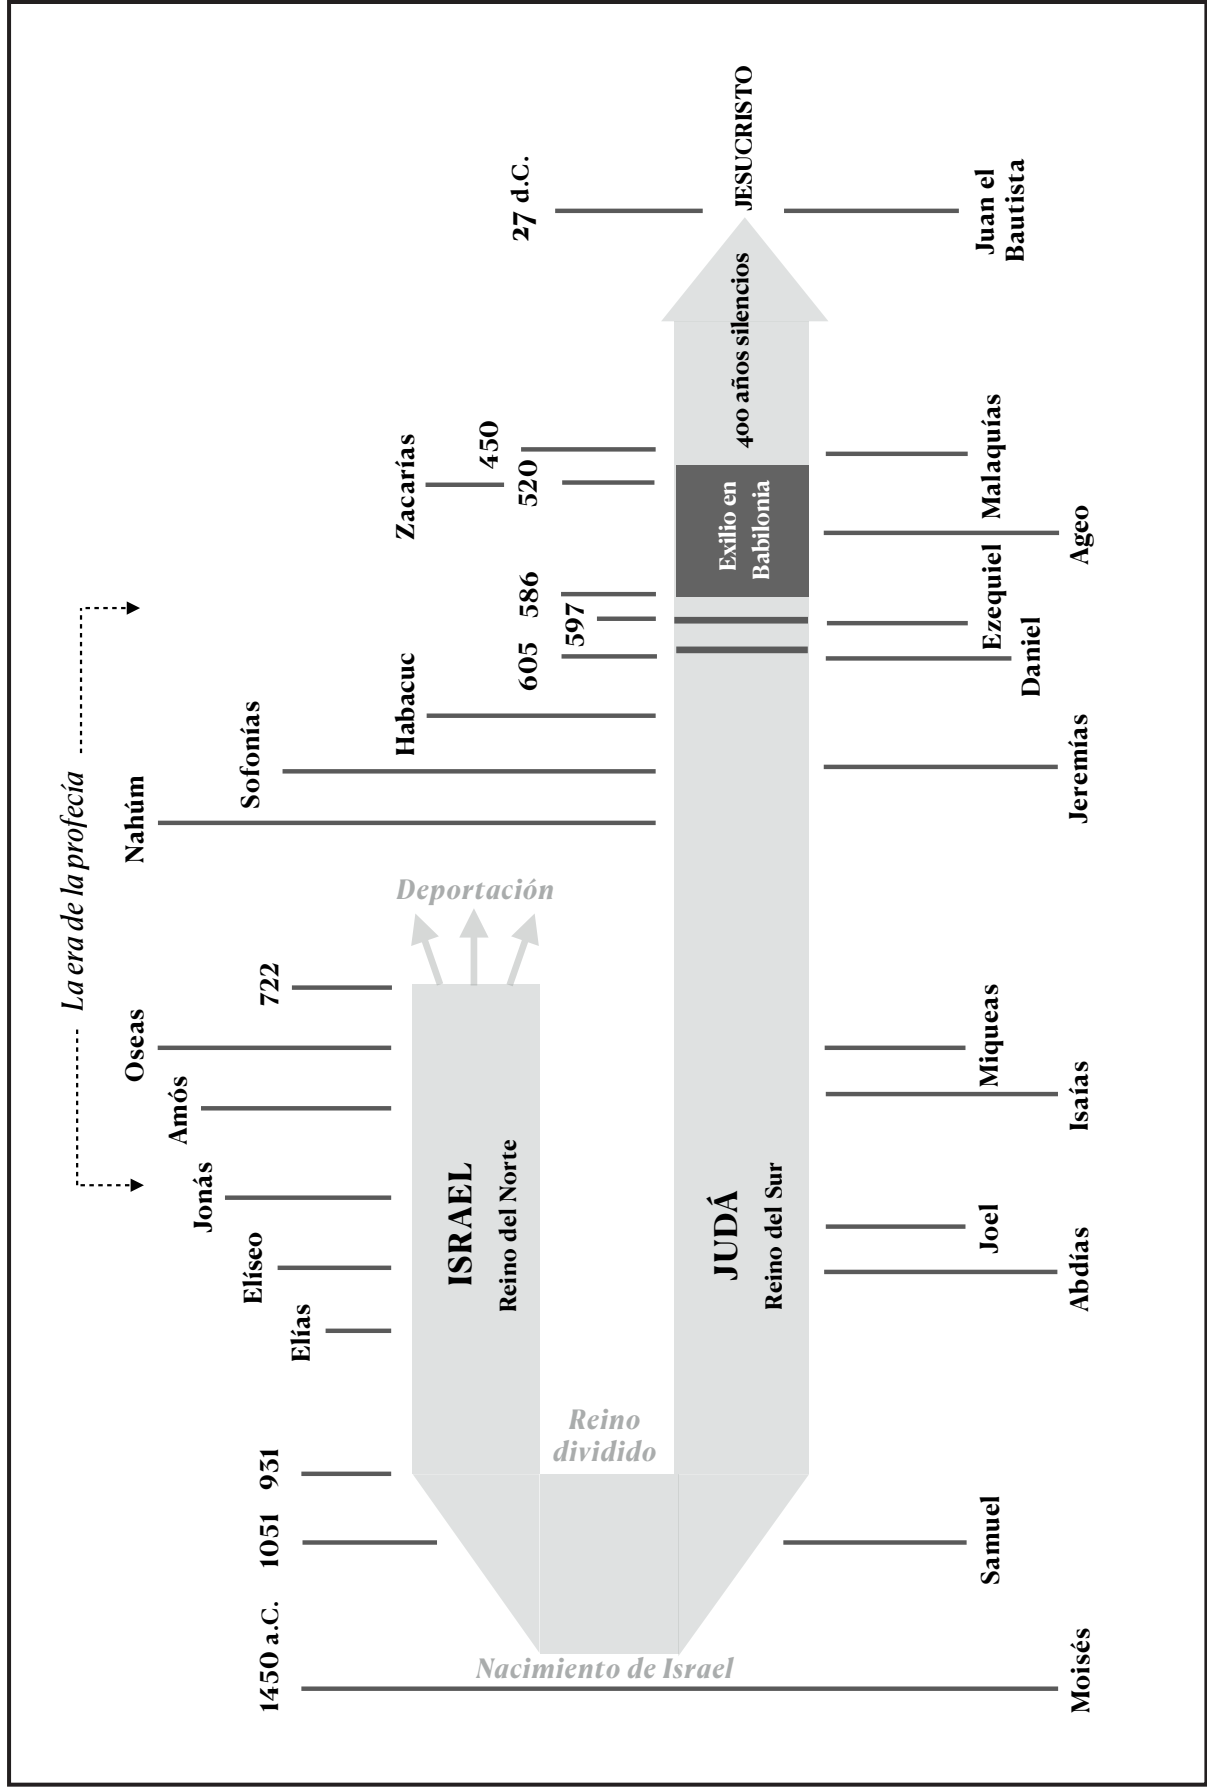 La era de la profecía
Nahúm
Oseas
Amós
Sofonías
Jonás
Zacarías
Elíseo
Habacuc
Elías
1450 a.C.
1051
931
722
605
597
586
520
450
27 d.C.
Deportación
ISRAEL
Reino del Norte
Reino
dividido
Nacimiento de Israel
JUDÁ
Reino del Sur
Exilio en
Babilonia
400 años silencios
JESUCRISTO
Samuel
Joel
Miqueas
Daniel
Ezequiel
Malaquías
Juan el
Bautista
Moisés
Abdías
Isaías
Jeremías
Ageo